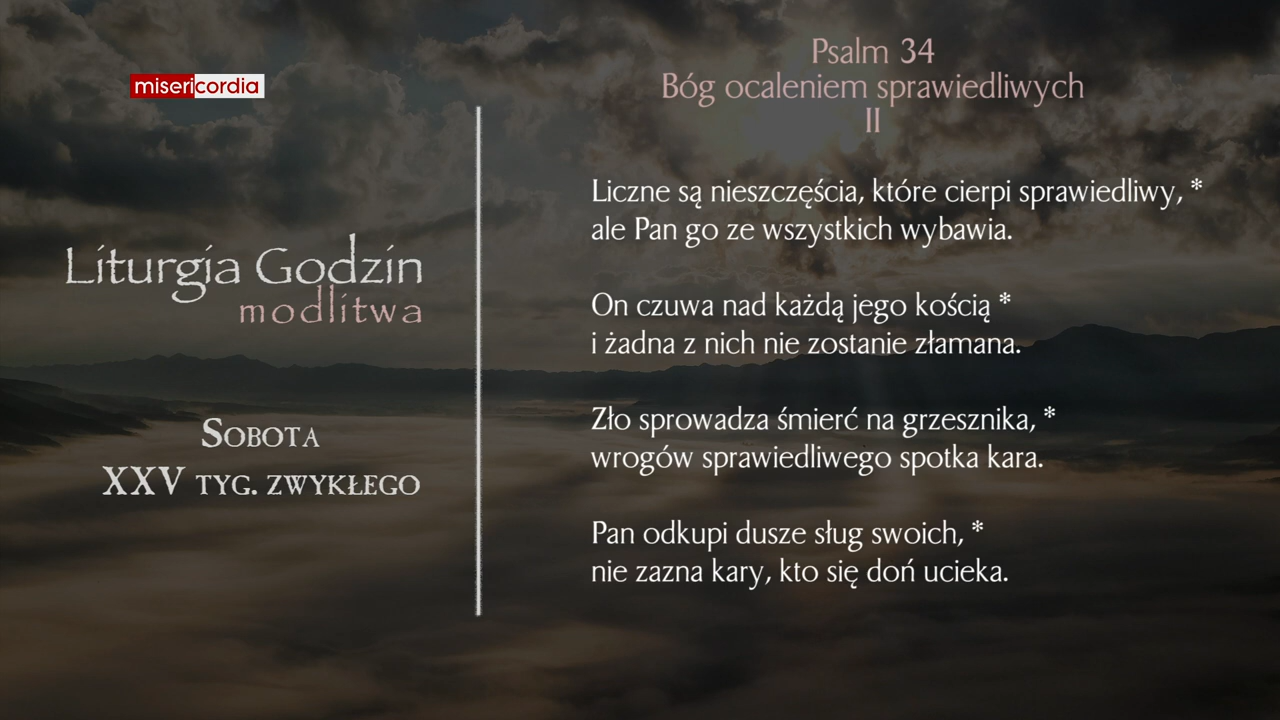 misericordia
Liturgia Godzin
modlitwa
Sobota
XXV tyg. zwykłego
Psalm 34
Bóg ocaleniem sprawiedliwych
II
Liczne są nieszczęścia, które cierpi sprawiedliwy, *
ale Pan go ze wszystkich wybawia.
On czuwa nad każdą jego kością *
i żadna z nich nie zostanie złamana.
Zło sprowadza śmierć na grzesznika, *
wrogów sprawiedliwego spotka kara.
Pan odkupi dusze sług swoich, *
nie zazna kary, kto się doń ucieka.